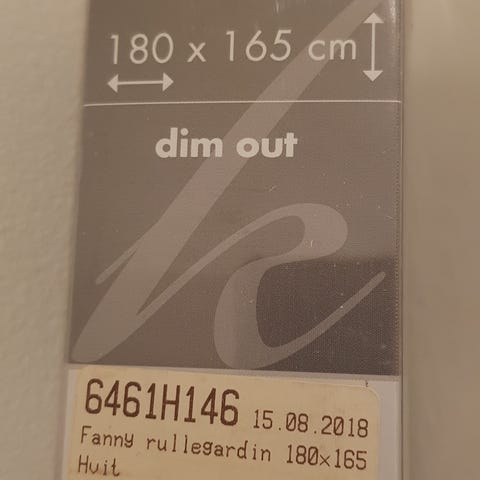 180 x 165 cm
dim out
6461H146 15.08.2018
Fanny rullegardin 180x165
Hvit